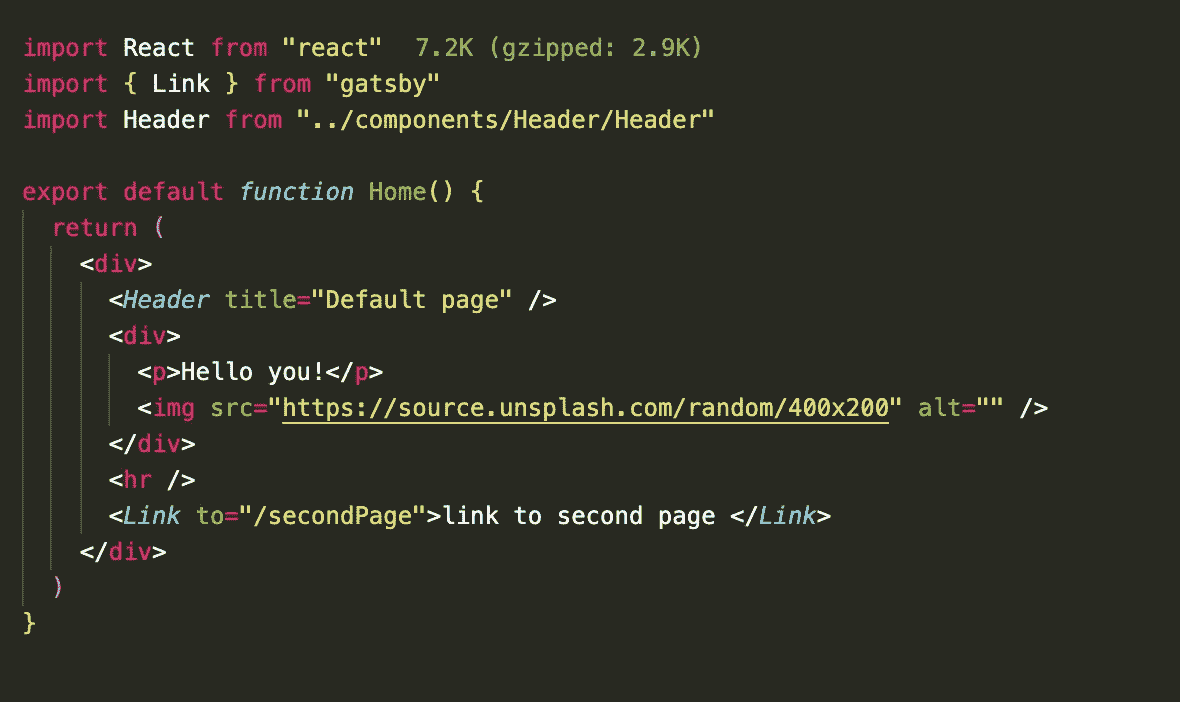 import React from "react"  7.2K (gzipped: 2.9K)
import { Link } from "gatsby"
import Header from "../components/Header/Header"

export default function Home() {
  return (
    <div>
      <Header title="Default page" />
      <div>
        <p>Hello you!</p>
        <img src="https://source.unsplash.com/random/400x200" alt="" />
      </div>
      <hr />
      <Link to="/secondPage">link to second page </Link>
    </div>
  )
}